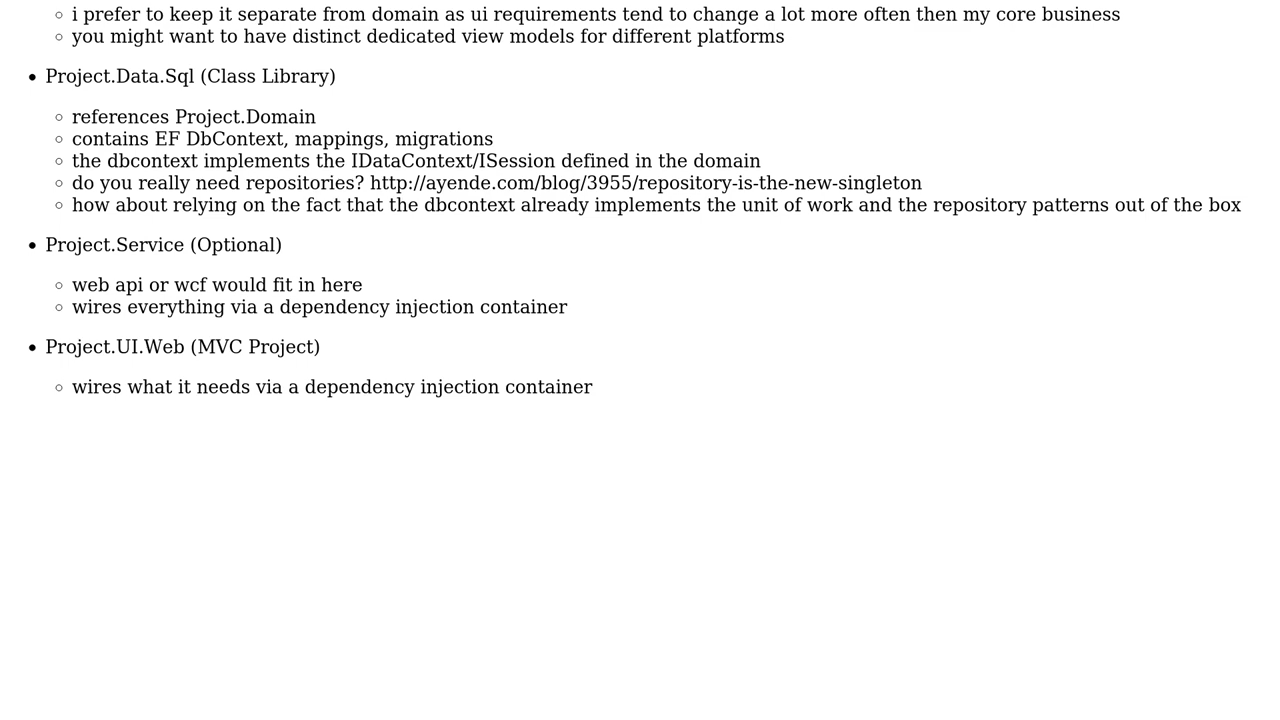 i prefer to keep it separate from domain as ui requirements tend to change a lot more often then my core business
you might want to have distinct dedicated view models for different platforms
Project.Data.Sql (Class Library)
references Project.Domain
contains EF DbContext, mappings, migrations
the dbcontext implements the IDataContext/ISession defined in the domain
do you really need repositories? http://ayende.com/blog/3955/repository-is-the-new-singleton
how about relying on the fact that the dbcontext already implements the unit of work and the repository patterns out of the box
Project.Service (Optional)
web api or wcf would fit in here
wires everything via a dependency injection container
Project.UI.Web (MVC Project)
wires what it needs via a dependency injection container